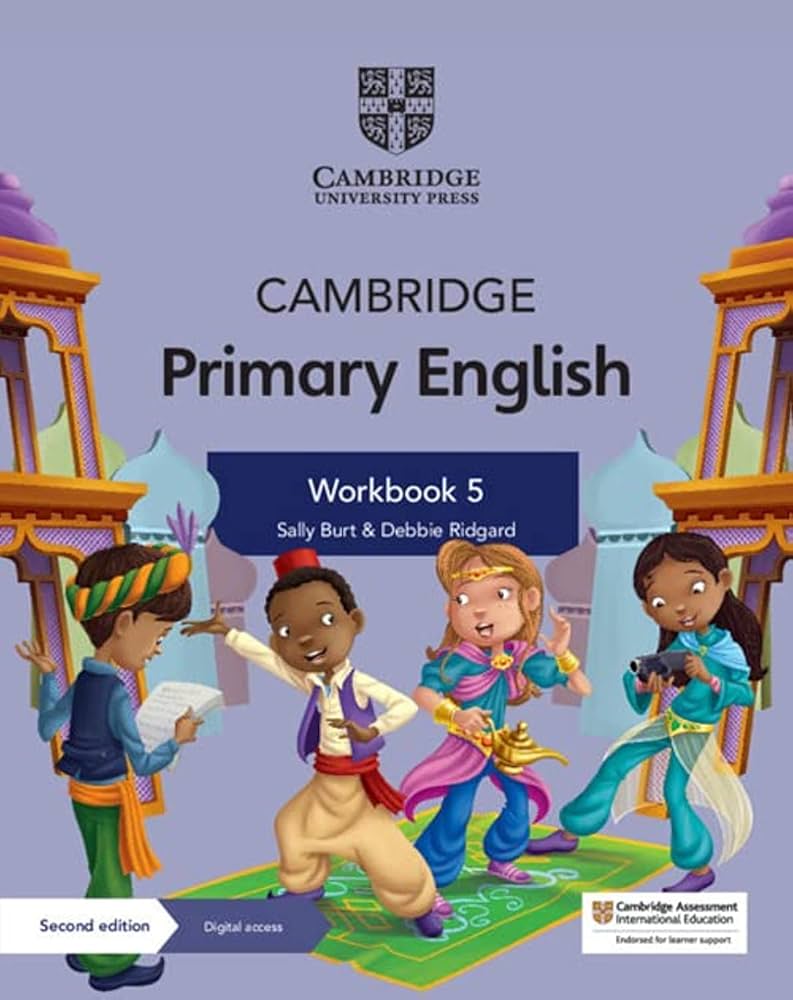 CAMBRIDGE
UNIVERSITY PRESS
CAMBRIDGE
Primary English
Workbook 5
Sally Burt & Debbie Ridgard
Second edition
Digital access
Cambridge Assessment
International Education
Endorsed for learner support